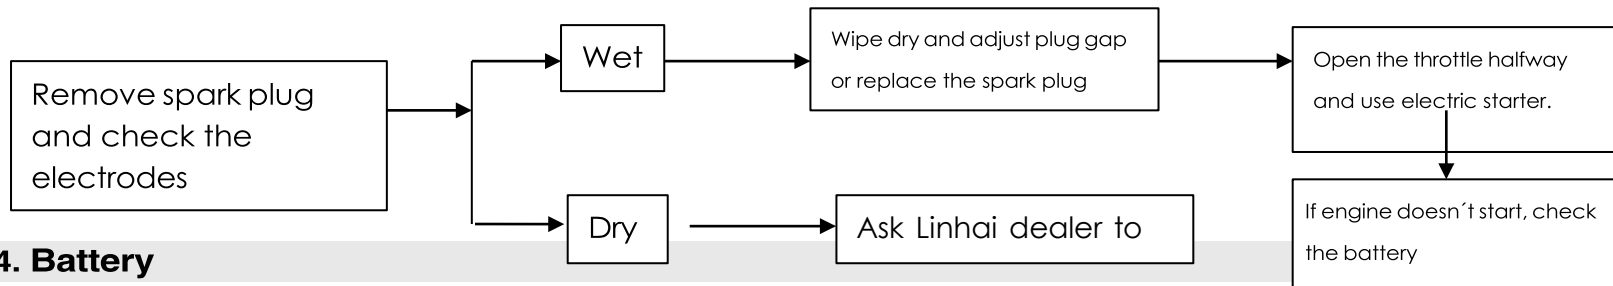 Remove spark plug
and check the
electrodes
Wet
Wipe dry and adjust plug gap
or replace the spark plug
Open the throttle halfway
and use electric starter.
Dry
Ask Linhai dealer to
If engine doesn´t start, check
the battery
4. Battery